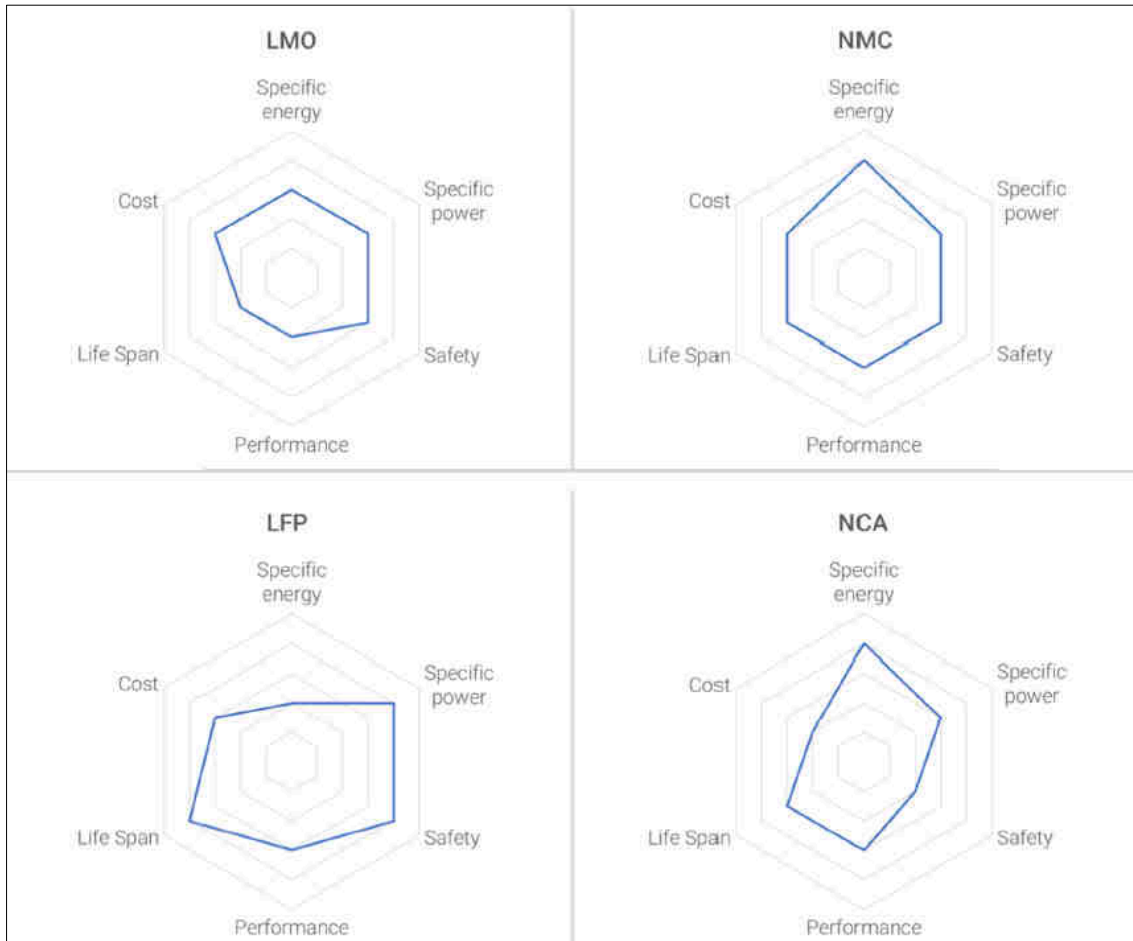 LMO
Specific
energy
Cost
Specific
power
Life Span
Safety
Performance
NMC
Specific
energy
Cost
Specific
power
Life Span
Safety
Performance
LFP
Specific
energy
Cost
Specific
power
Life Span
Safety
Performance
NCA
Specific
energy
Cost
Specific
power
Life Span
Safety
Performance